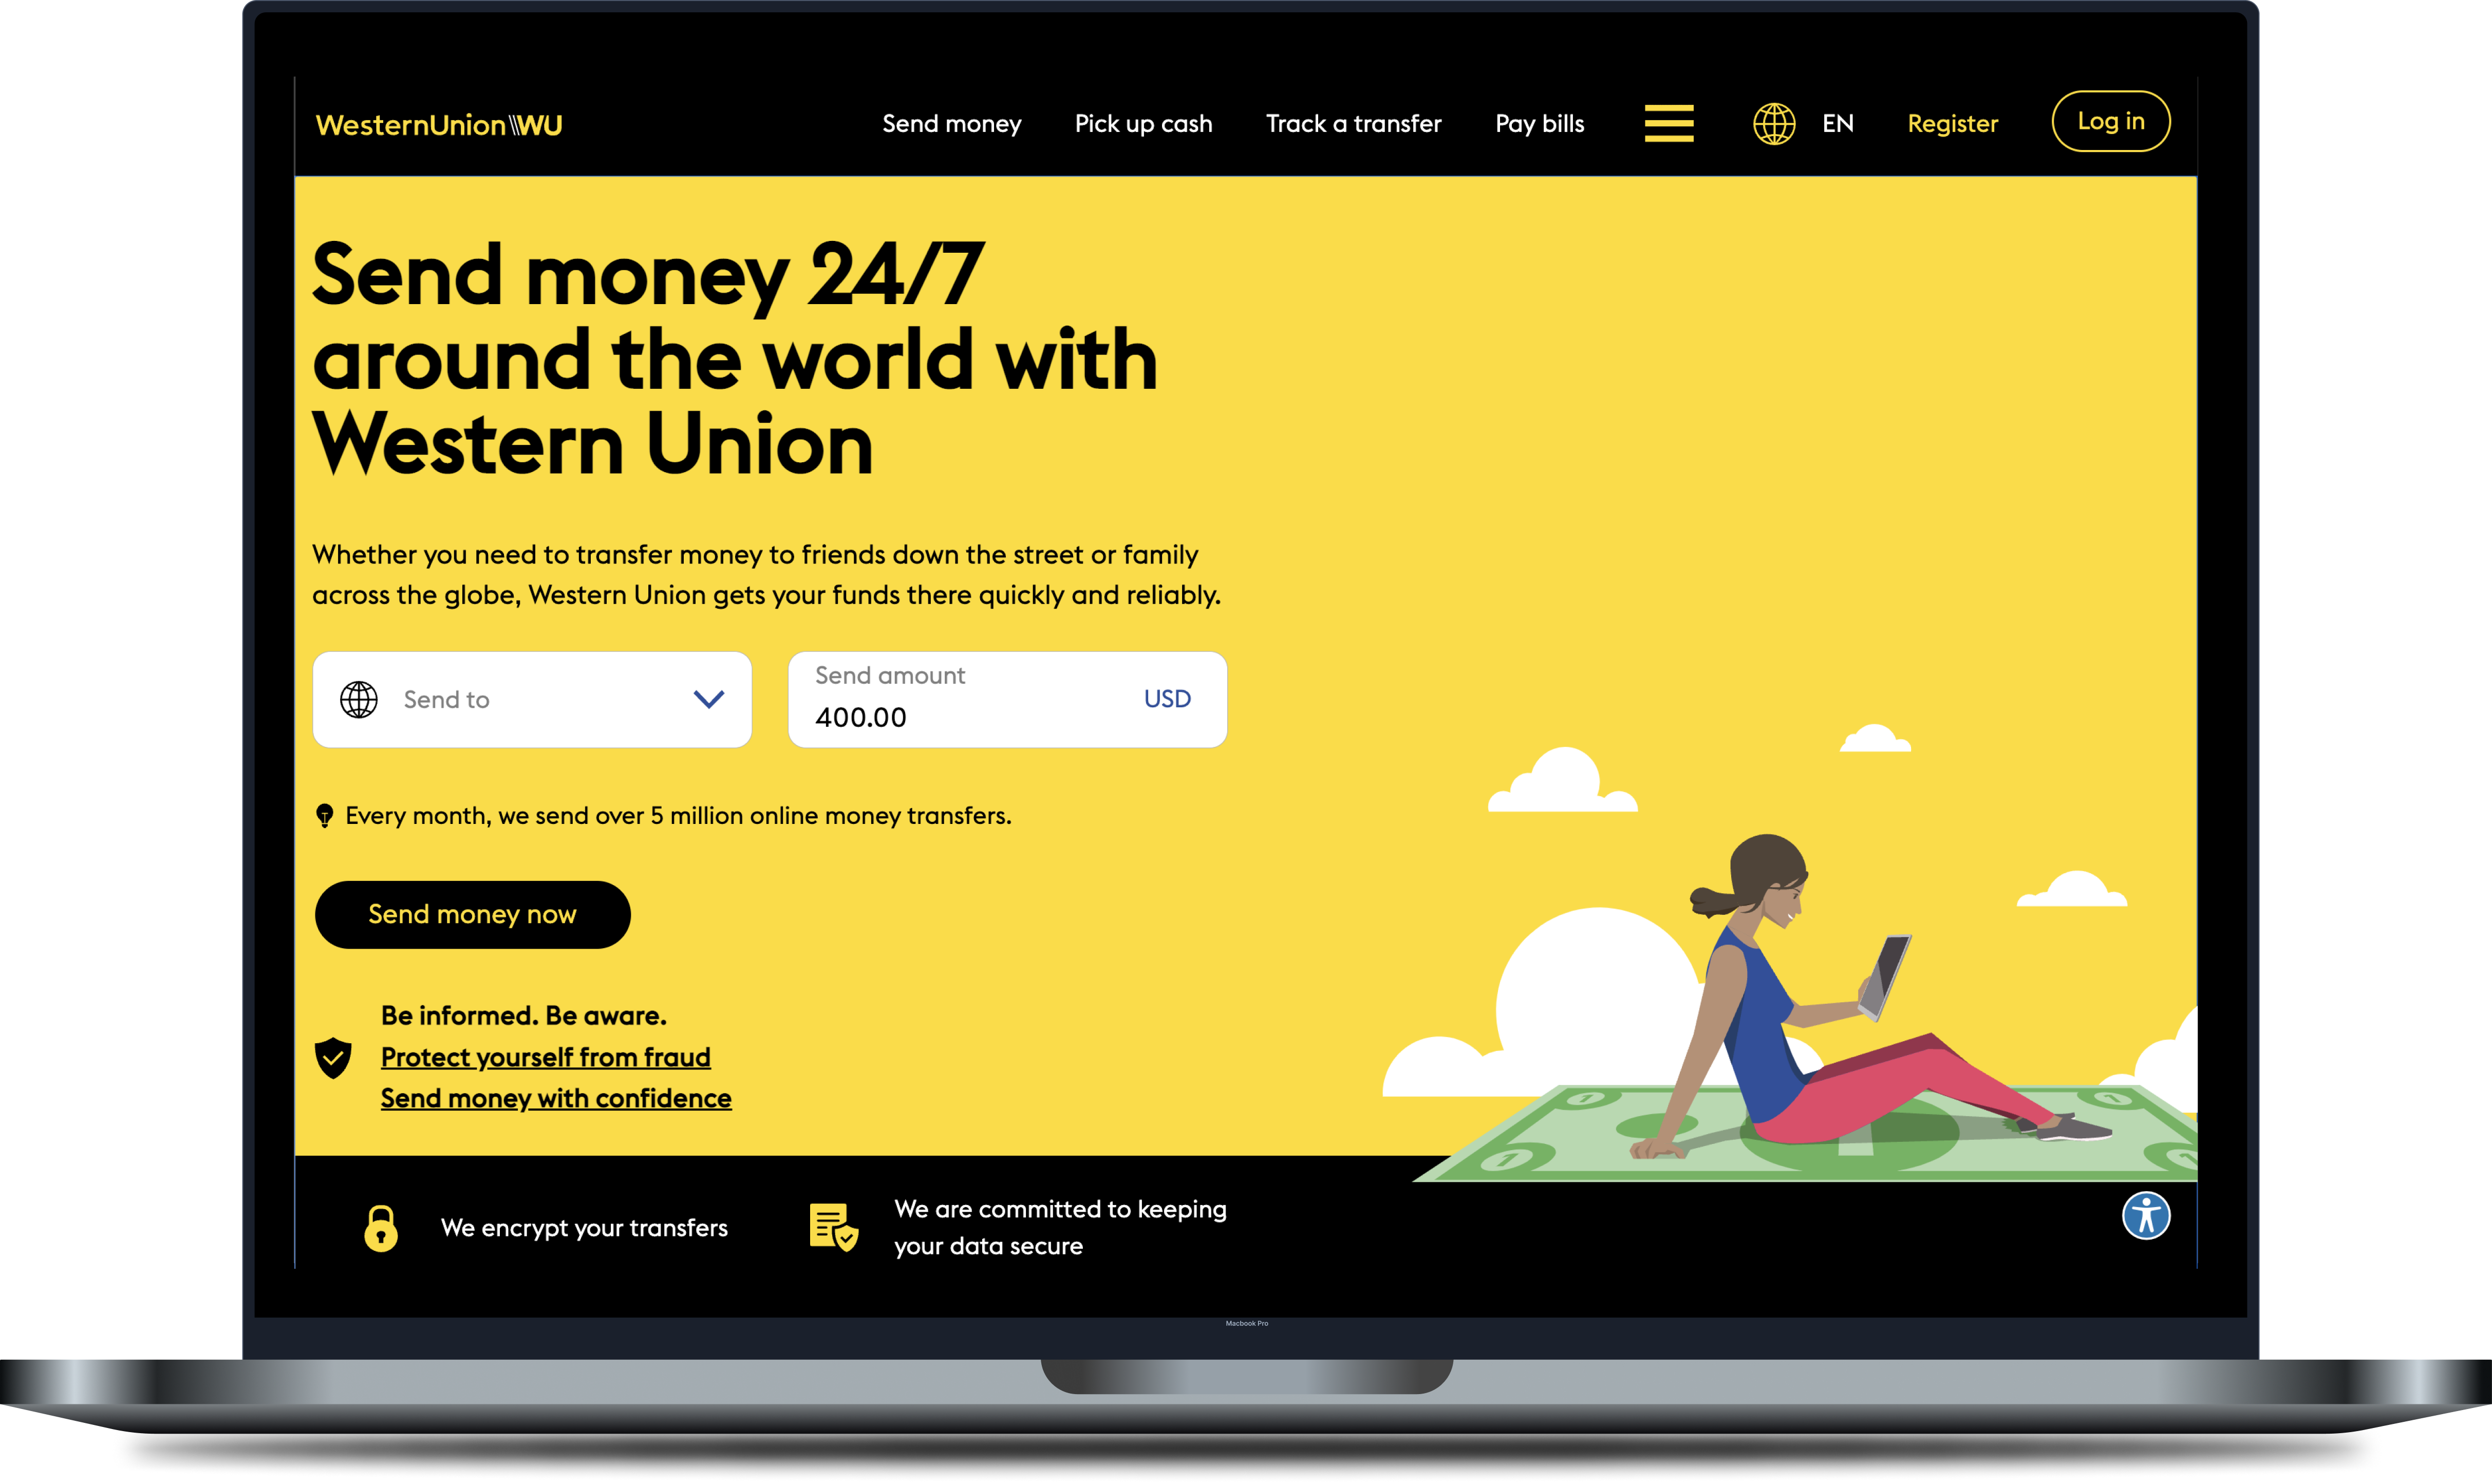 WesternUnion\\WU
Send money
Pick up cash
Track a transfer
Pay bills
EN
Register
Log in
Send money 24/7
around the world with
Western Union
Whether you need to transfer money to friends down the street or family
across the globe, Western Union gets your funds there quickly and reliably.
Send to
Send amount
400.00
USD
Every month, we send over 5 million online money transfers.
Send money now
Be informed. Be aware.
Protect yourself from fraud
Send money with confidence
1
1
1
1
We encrypt your transfers
We are committed to keeping
your data secure
Macbook Pro